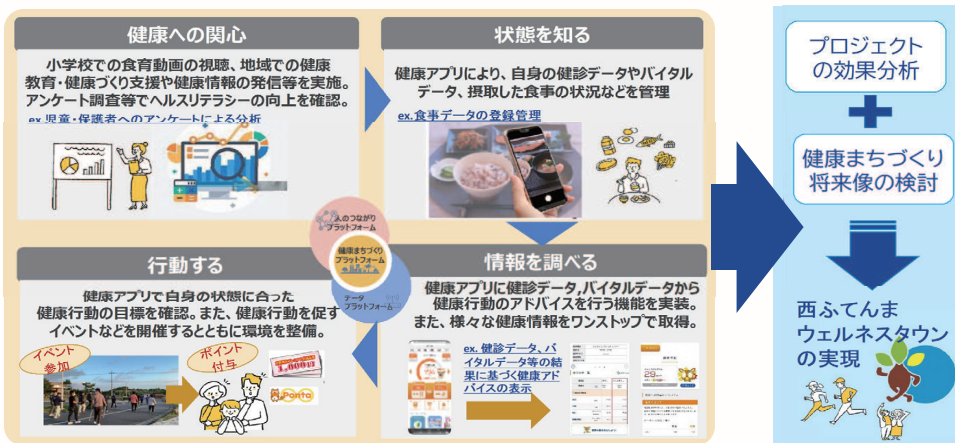 健康への関心
小学校での食育動画の視聴、地域での健康
教育・健康づくり支援や健康情報の発信等を実施。
アンケート調査等でヘルスリテラシーの向上を確認。
ex.児童・保護者へのアンケートによる分析
状態を知る
健康アプリにより、自身の健診データやバイタル
データ、摂取した食事の状況などを管理
ex.食事データの登録管理
人のつながり
プラットフォーム
健康まちづくり
プラットフォーム
データ
プラットフォーム
情報を調べる
健康アプリに健診データ，バイタルデータから
健康行動のアドバイスを行う機能を実装。
また、様々な健康情報をワンストップで取得。
ex. 健診データ、バ
イタルデータ等の結
果に基づく健康アド
バイスの表示
行動する
健康アプリで自身の状態に合った
健康行動の目標を確認。また、健康行動を促す
イベントなどを開催するとともに環境を整備。
イベント
参加
ポイント
付与
1,000円
Ponta
プロジェクト
の効果分析
健康まちづくり
将来像の検討
西ふてんま
ウェルネスタウン
の実現